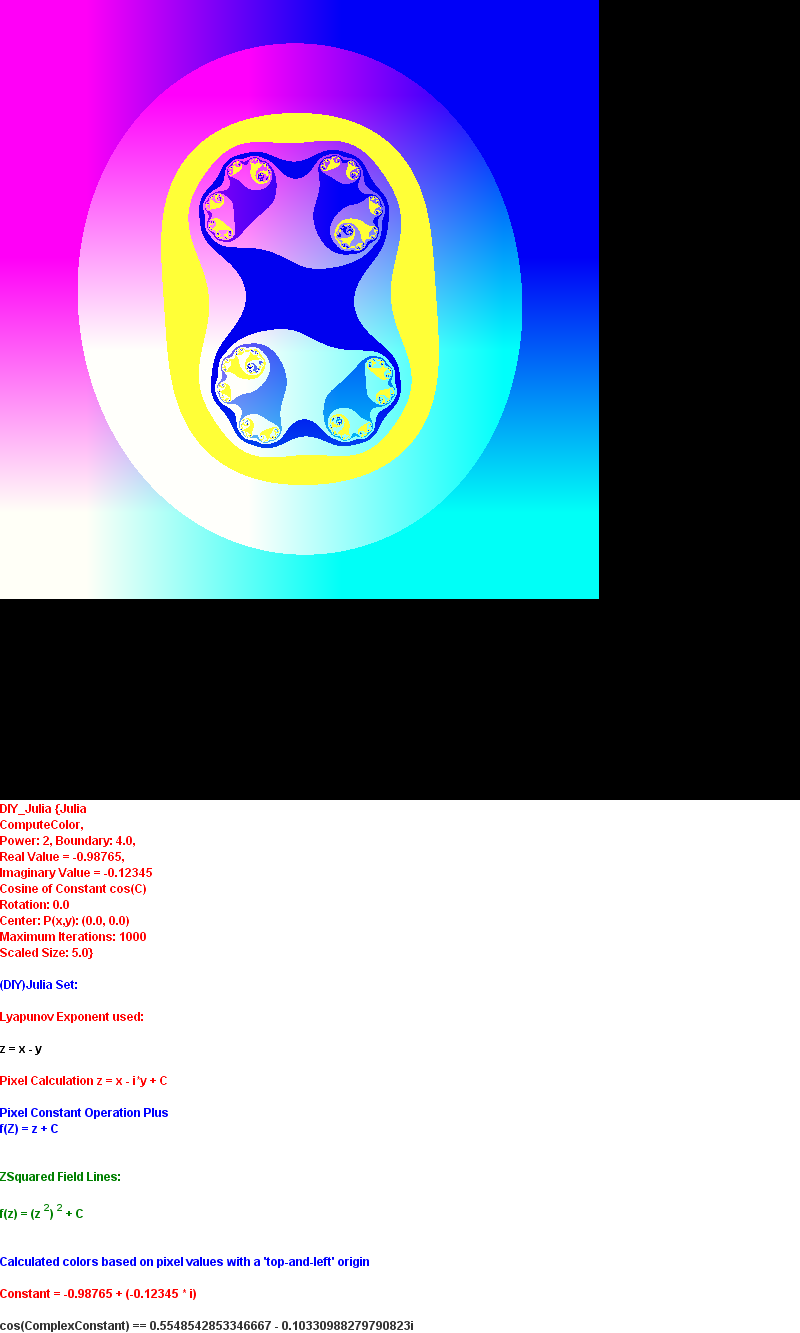 DIY_Julia {Julia
ComputeColor,
Power: 2, Boundary: 4.0,
Real Value = -0.98765,
Imaginary Value = -0.12345
Cosine of Constant cos(C)
Rotation: 0.0
Center: P(x,y): (0.0, 0.0)
Maximum Iterations: 1000
Scaled Size: 5.0}
(DIY)Julia Set:
Lyapunov Exponent used:
z = x - y
Pixel Calculation z = x - i*y + C
Pixel Constant Operation Plus
f(Z) = z + C
ZSquared Field Lines:
f(z) = (z 2) 2 + C
Calculated colors based on pixel values with a 'top-and-left' origin
Constant = -0.98765 + (-0.12345 * i)
cos(ComplexConstant) == 0.5548542853346667 - 0.10330988279790823i